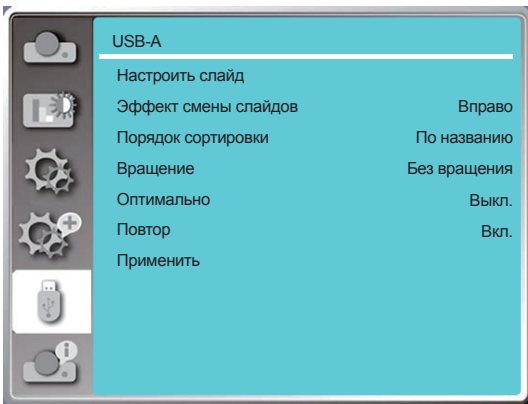 USB-A
Настроить слайд
Эффект смены слайдов Вправо
Порядок сортировки По названию
Вращение Без вращения
Оптимально Выкл.
Повтор Вкл.
Применить